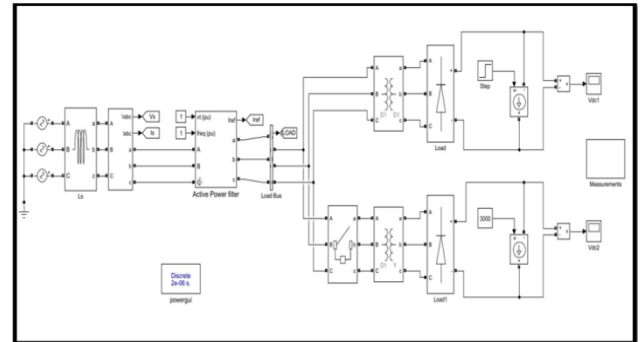 A
B
C
a
b
c
Ls
Vabc
Iabc
a
b
c
Vs
Is
1
1
vt (pu)
freq (pu)
A
B
Iref
a
b
c
Active Power filter
Iref
LOAD
Load Bus
A
B
C
a
b
c
D1
A
B
C
+
-
Load
Step
Vdc1
Measurements
A
B
C
a
b
c
A
B
C
a
b
c
D1
Y
A
B
C
+
-
Load1
3000
Vdc2
Discrete
2e-06 s.
powergui